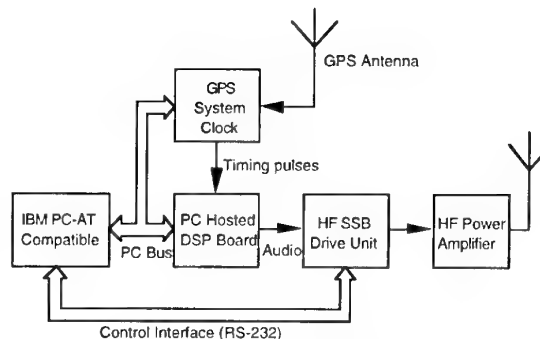 GPS Antenna
GPS
System
Clock
Timing pulses
IBM PC-AT
Compatible
PC Bus
PC Hosted
DSP Board
Audio
HF SSB
Drive Unit
HF Power
Amplifier
Control Interface (RS-232)